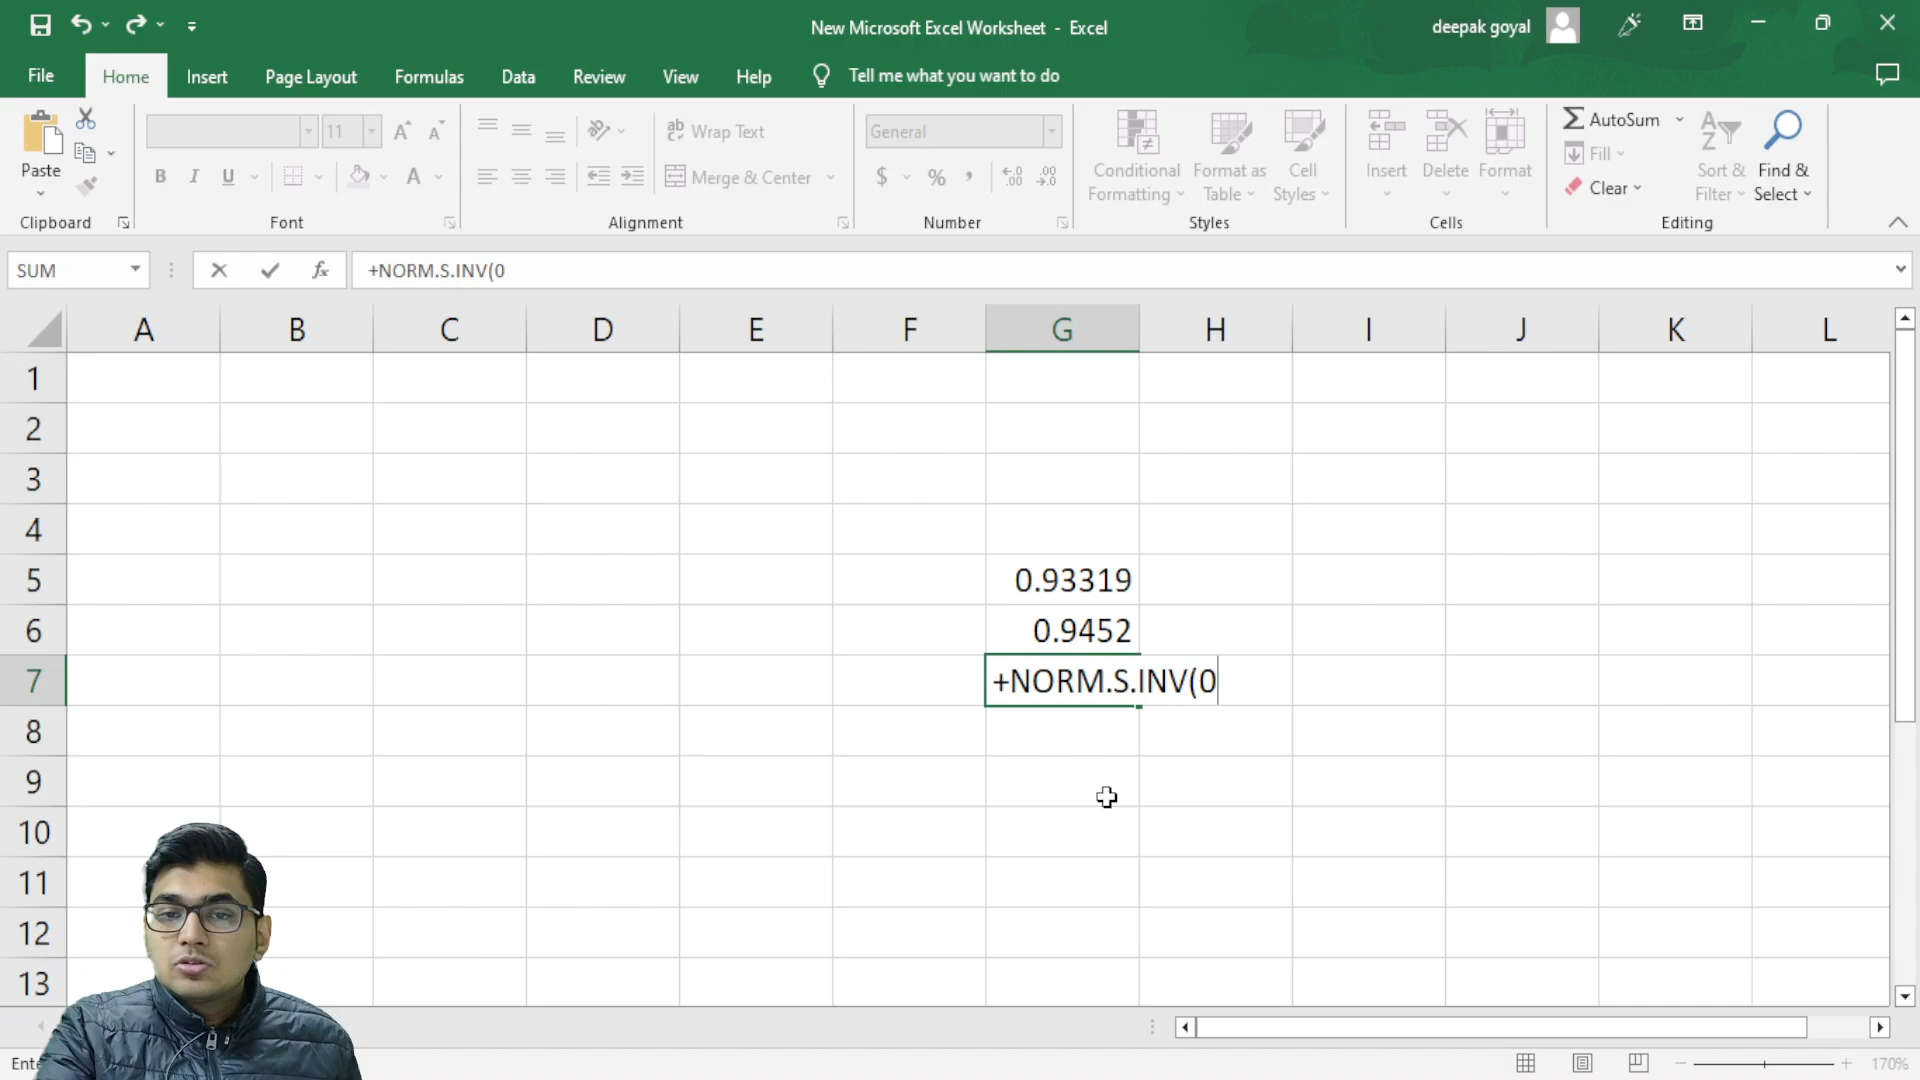 New Microsoft Excel Worksheet - Excel
deepak goyal
File Home Insert Page Layout Formulas Data Review View Help Tell me what you want to do
Paste
Clipboard
11
B I U A
Font
ab Wrap Text
Merge & Center
Alignment
General
$ % ,
Number
Conditional Formatting
Format as Table
Cell Styles
Styles
Insert Delete Format
Cells
AutoSum
Fill
Clear
Sort & Filter
Find & Select
Editing
SUM
fx
+NORM.S.INV(0
A B C D E F G H I J K L
1
2
3
4
5 0.93319
6 0.9452
7 +NORM.S.INV(0
8
9
10
11
12
13
170%